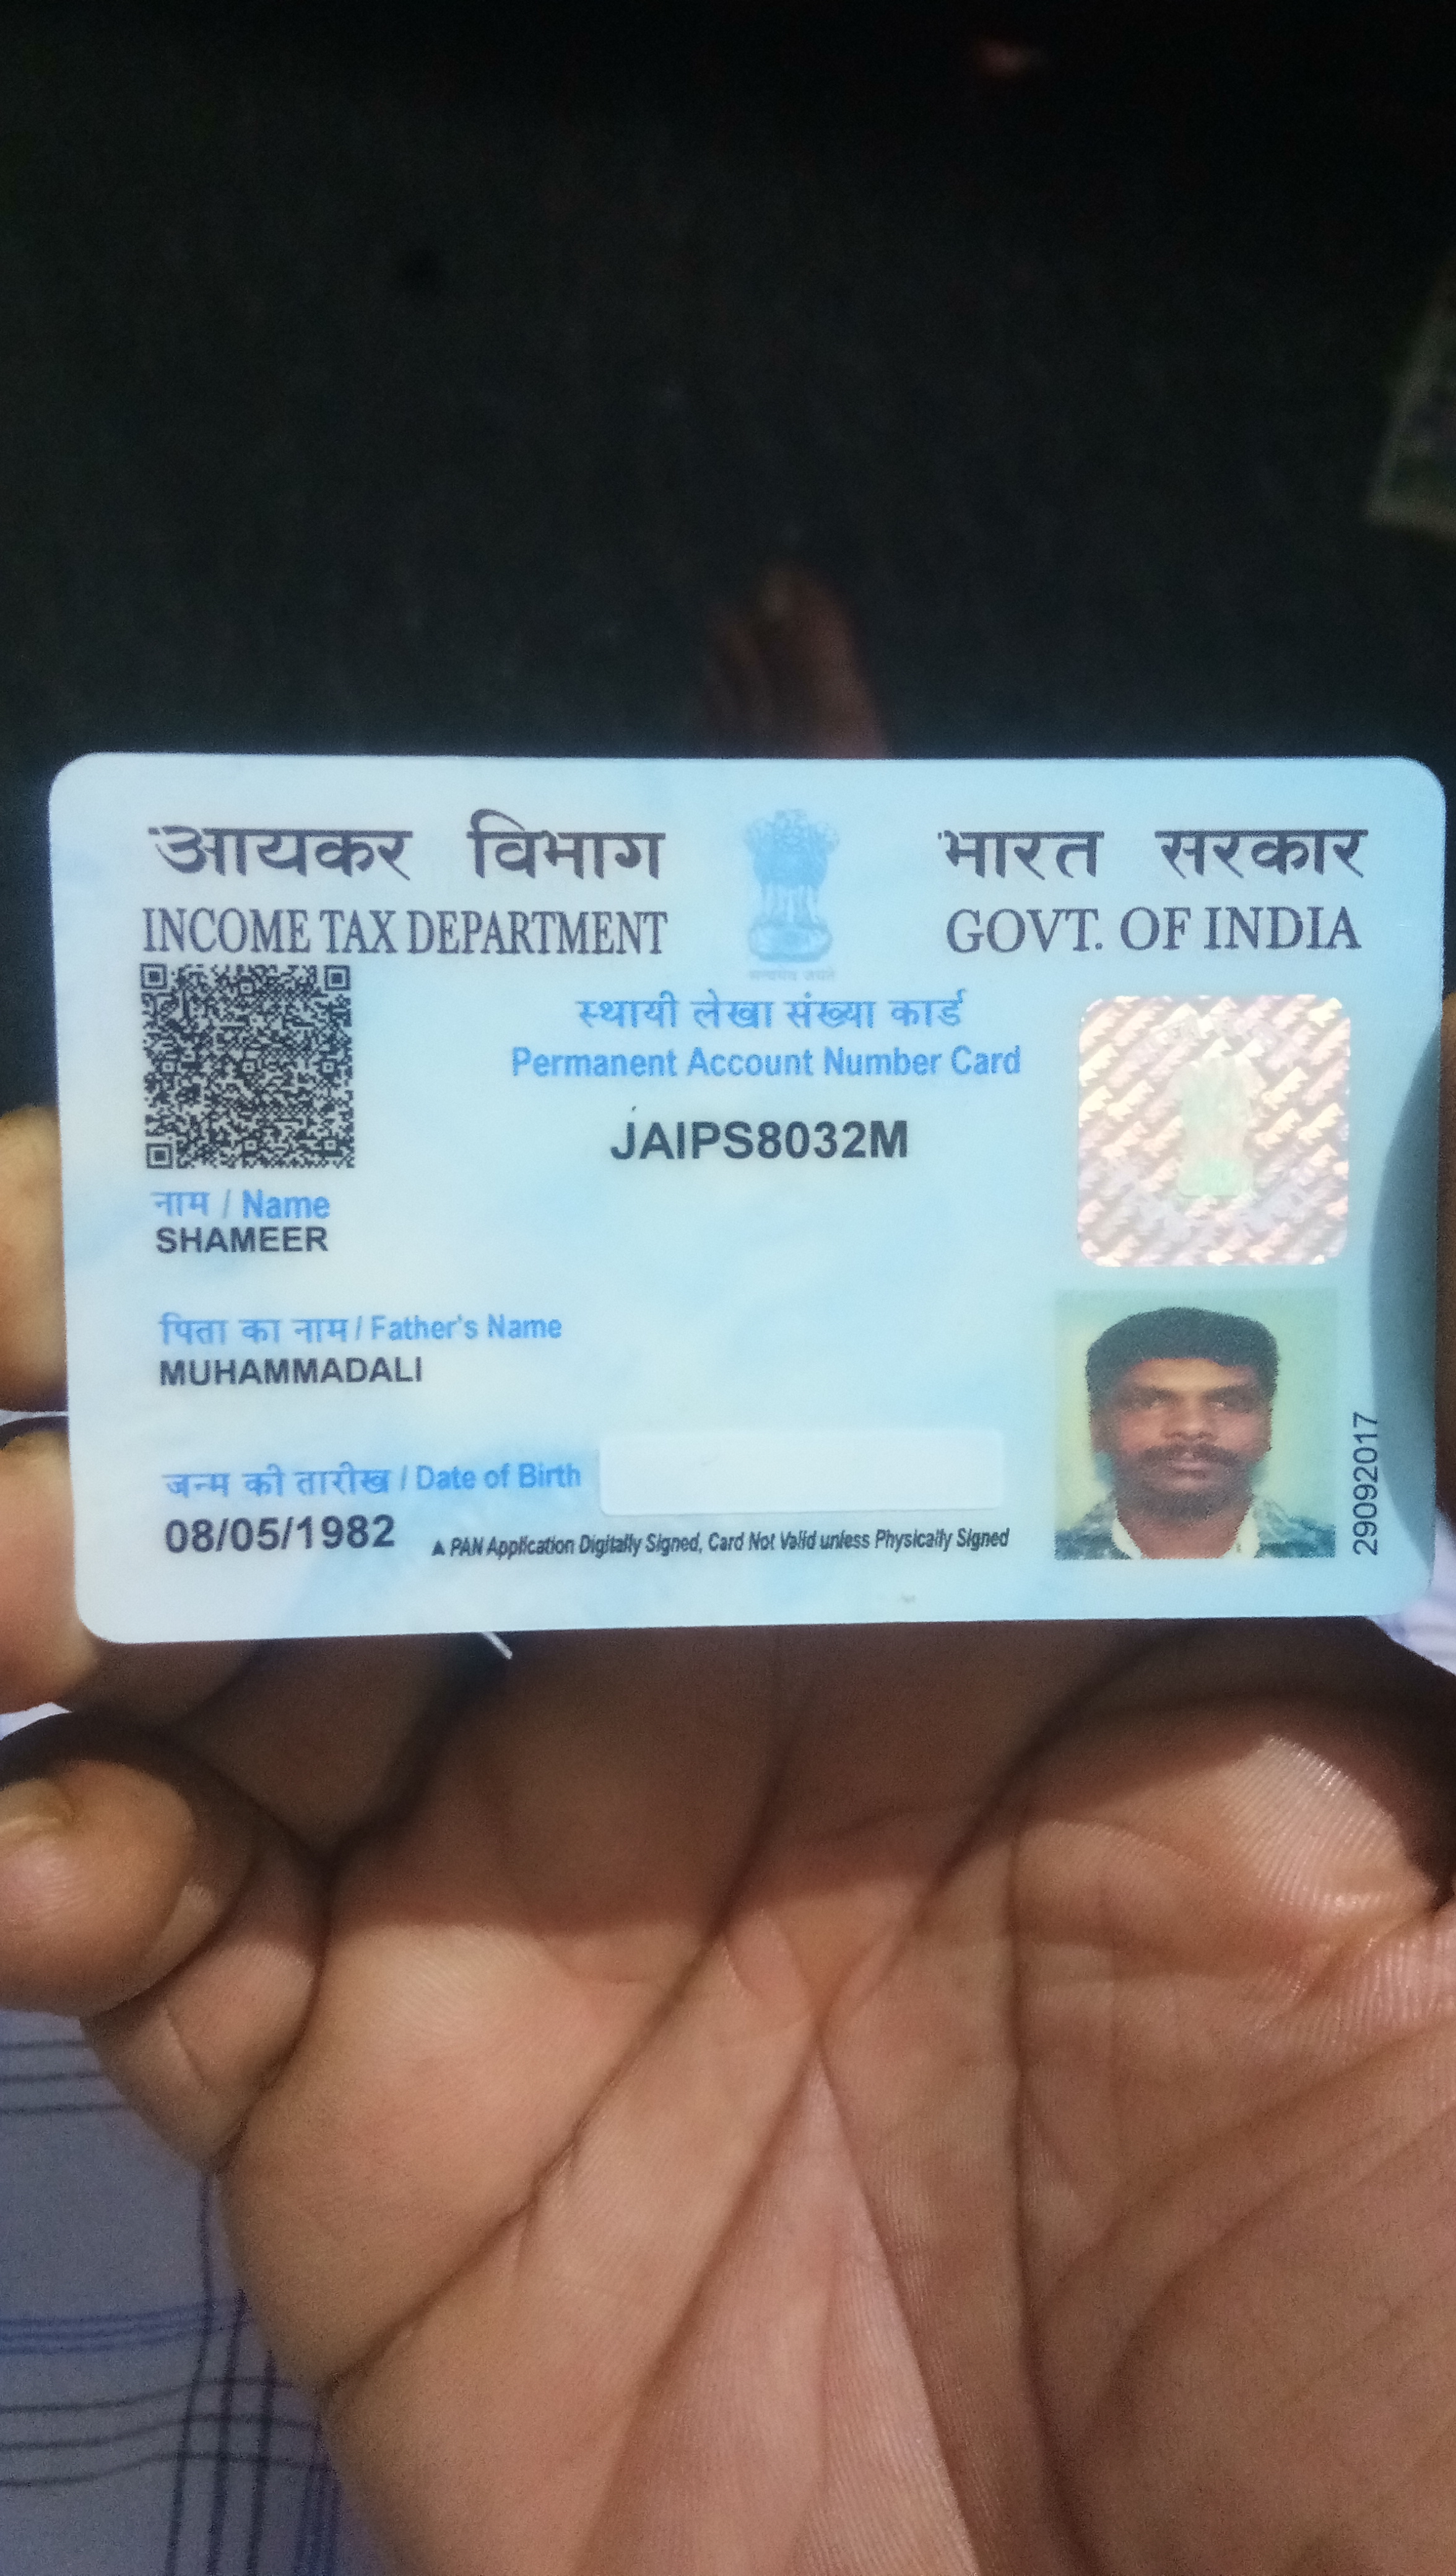 आयकर विभाग
INCOME TAX DEPARTMENT
भारत सरकार
GOVT. OF INDIA
सत्यमेव जयते
स्थायी लेखा संख्या कार्ड
Permanent Account Number Card
JAIPS8032M
नाम / Name
SHAMEER
पिता का नाम / Father's Name
MUHAMMADALI
जन्म की तारीख / Date of Birth
08/05/1982
▲ PAN Application Digitally Signed, Card Not Valid unless Physically Signed
29092017